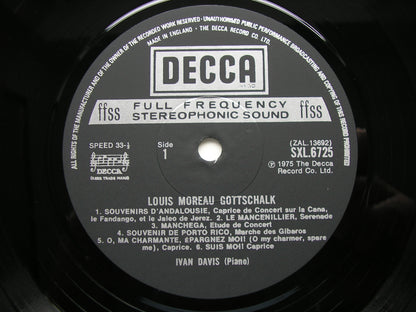 ALL RIGHTS OF THE MANUFACTURER AND OF THE OWNER OF THE RECORDED WORK RESERVED · UNAUTHORISED PUBLIC PERFORMANCE BROADCASTING AND COPYING OF THIS RECORD PROHIBITED
MADE IN ENGLAND · THE DECCA RECORD CO LTD.
DECCA
ffss FULL FREQUENCY ffss
STEREOPHONIC SOUND
SPEED 33⅓
DECCA
Side
1
(ZAL.13692)
SXL.6725
℗ 1975 The Decca
Record Co. Ltd.
LOUIS MOREAU GOTTSCHALK
1. SOUVENIRS D'ANDALOUSIE, Caprice de Concert sur la Cana,
le Fandango, et le Jaleo de Jerez. 2. LE MANCENILLIER, Serenade
3. MANCHEGA, Etude de Concert
4. SOUVENIR DE PORTO RICO, Marche des Gibaros
5. O, MA CHARMANTE, ÉPARGNEZ MOI! (O my charmer, spare
me), Caprice. 6. SUIS MOI! Caprice
IVAN DAVIS (Piano)